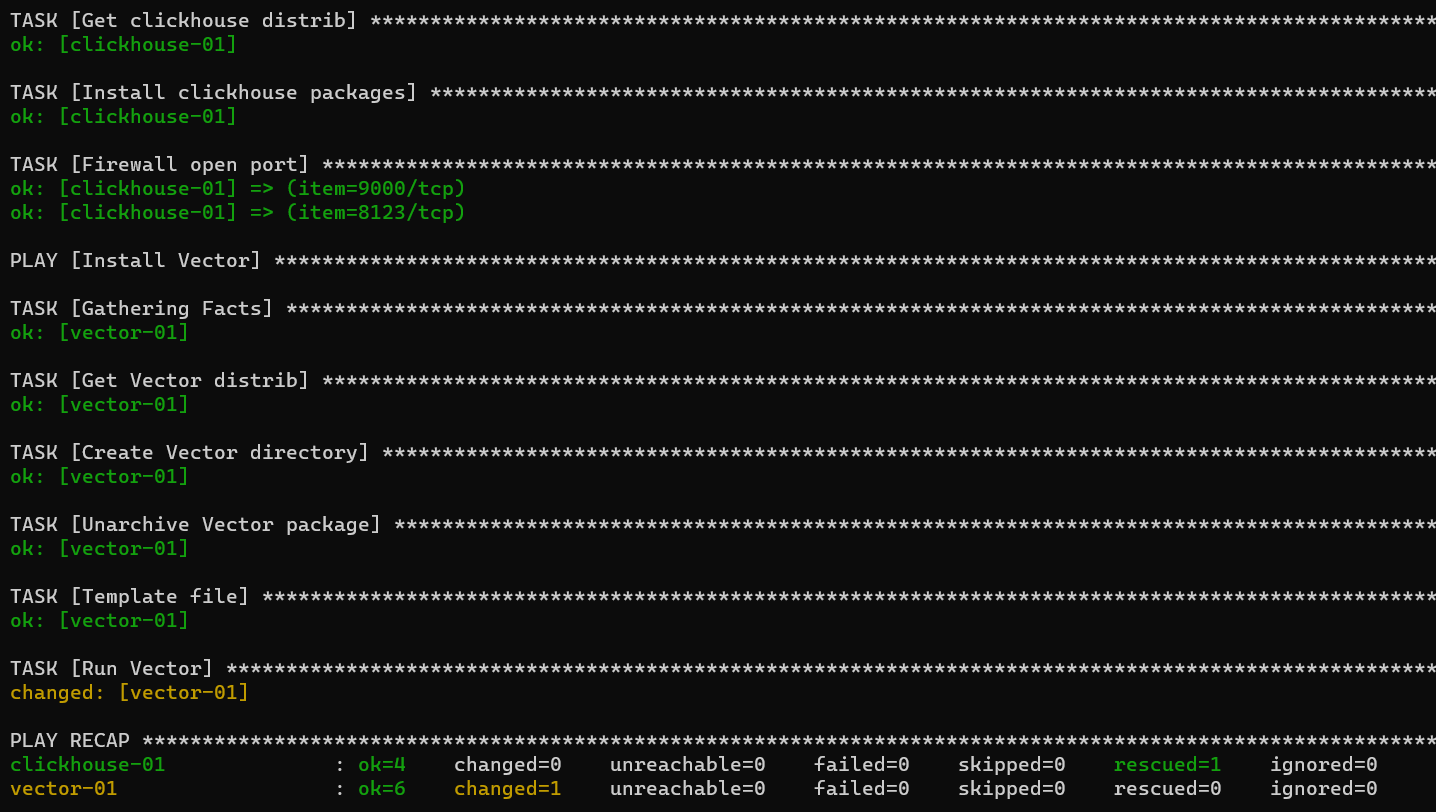 TASK [Get clickhouse distrib] *****************************************************************************************
ok: [clickhouse-01]
TASK [Install clickhouse packages] ************************************************************************************
ok: [clickhouse-01]
TASK [Firewall open port] *********************************************************************************************
ok: [clickhouse-01] => (item=9000/tcp)
ok: [clickhouse-01] => (item=8123/tcp)
PLAY [Install Vector] *************************************************************************************************
TASK [Gathering Facts] ************************************************************************************************
ok: [vector-01]
TASK [Get Vector distrib] *********************************************************************************************
ok: [vector-01]
TASK [Create Vector directory] ****************************************************************************************
ok: [vector-01]
TASK [Unarchive Vector package] ***************************************************************************************
ok: [vector-01]
TASK [Template file] **************************************************************************************************
ok: [vector-01]
TASK [Run Vector] *****************************************************************************************************
changed: [vector-01]
PLAY RECAP ************************************************************************************************************
clickhouse-01              : ok=4    changed=0    unreachable=0    failed=0    skipped=0    rescued=1    ignored=0
vector-01                  : ok=6    changed=1    unreachable=0    failed=0    skipped=0    rescued=0    ignored=0